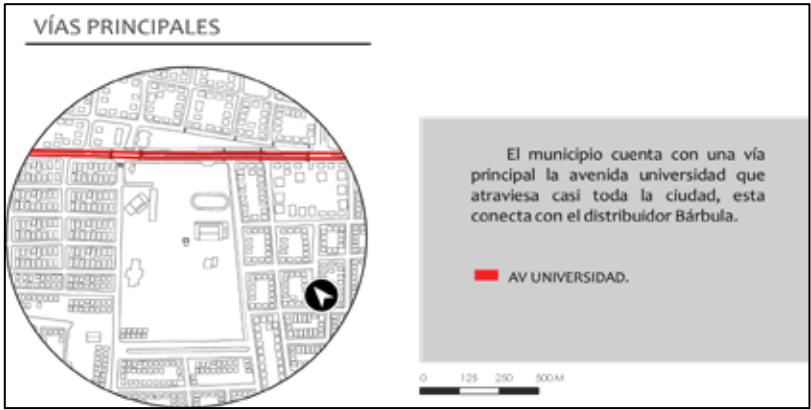 VÍAS PRINCIPALES
El municipio cuenta con una vía
principal la avenida universidad que
atraviesa casi toda la ciudad, esta
conecta con el distribuidor Bárbula.
AV UNIVERSIDAD.
0 125 250 500 M